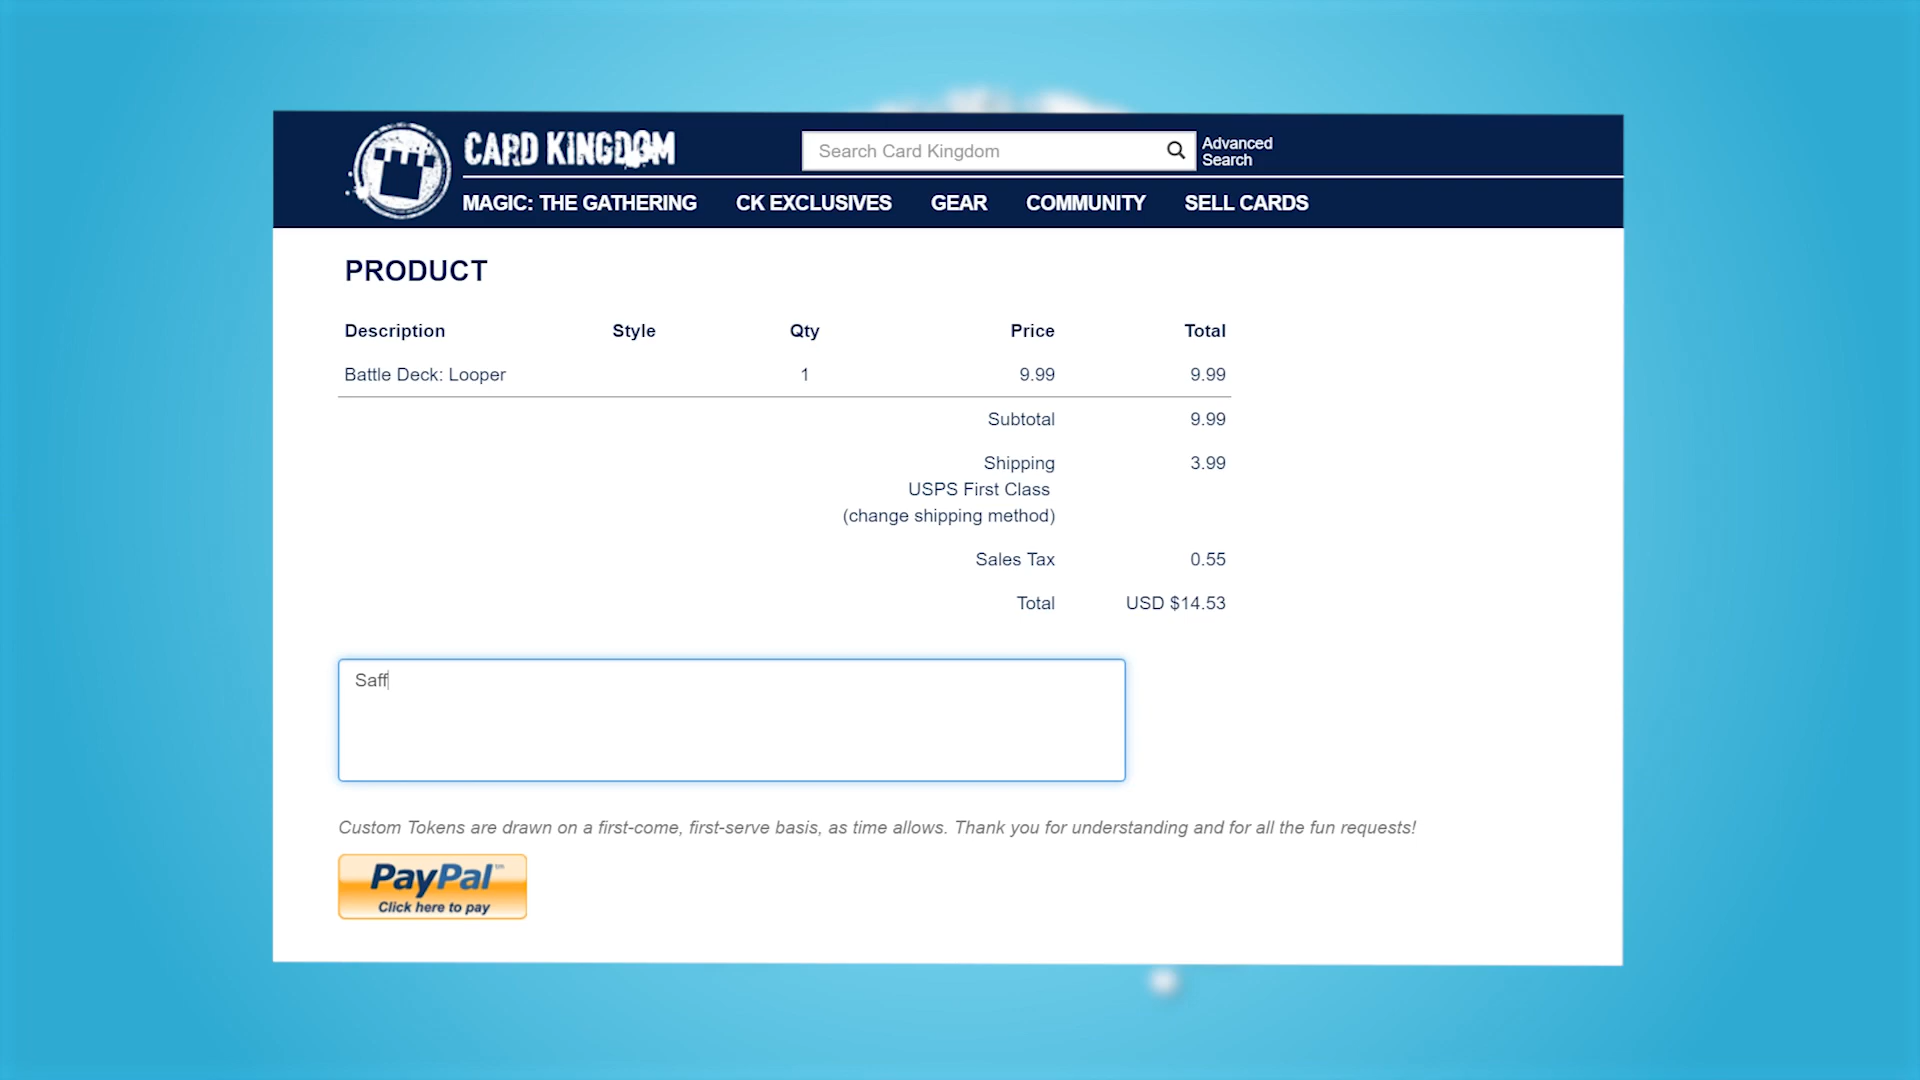 CARD KINGDOM
Search Card Kingdom
Advanced
Search
MAGIC: THE GATHERING CK EXCLUSIVES GEAR COMMUNITY SELL CARDS
PRODUCT
Description Style Qty Price Total
Battle Deck: Looper 1 9.99 9.99
Subtotal 9.99
Shipping 3.99
USPS First Class
(change shipping method)
Sales Tax 0.55
Total USD $14.53
Saff
Custom Tokens are drawn on a first-come, first-serve basis, as time allows. Thank you for understanding and for all the fun requests!
PayPal™
Click here to pay